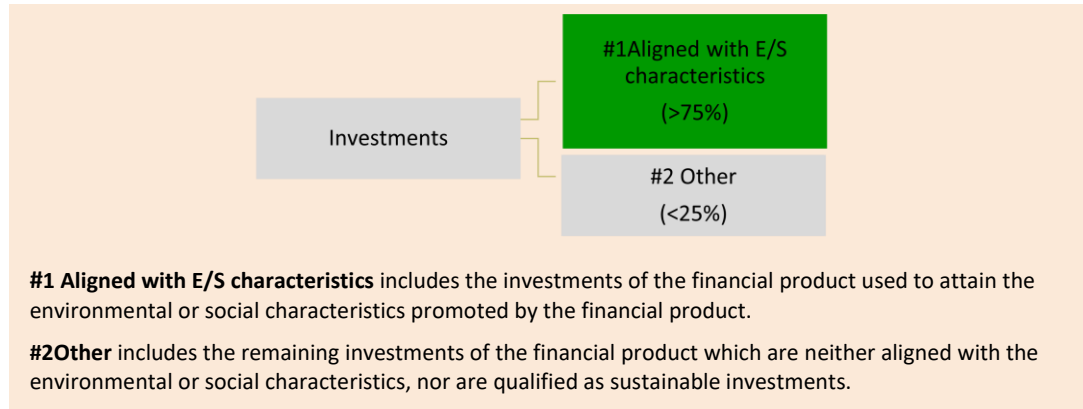 #1Aligned with E/S
characteristics
(>75%)
Investments
#2 Other
(<25%)
#1 Aligned with E/S characteristics includes the investments of the financial product used to attain the
environmental or social characteristics promoted by the financial product.
#2Other includes the remaining investments of the financial product which are neither aligned with the
environmental or social characteristics, nor are qualified as sustainable investments.